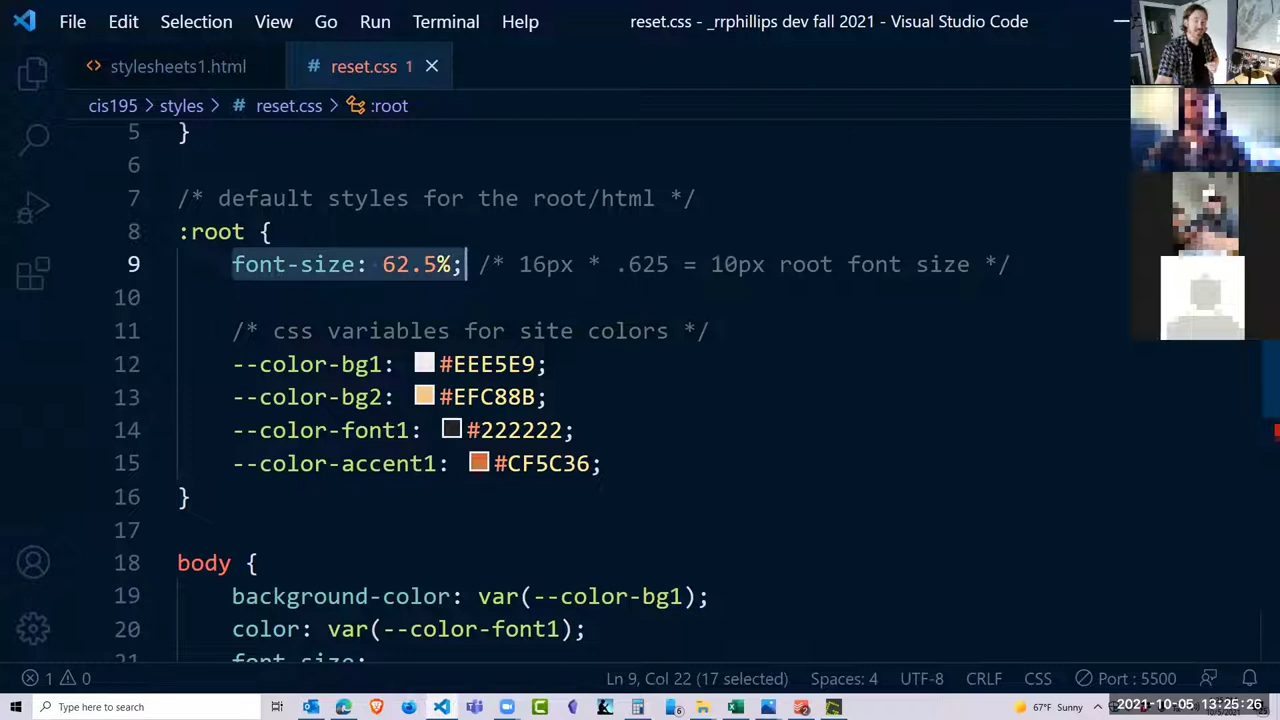 File Edit Selection View Go Run Terminal Help reset.css - _rrphillips dev fall 2021 - Visual Studio Code
<> stylesheets1.html # reset.css 1
cis195 > styles > # reset.css > :root
5 }
6
7 /* default styles for the root/html */
8 :root {
9 font-size: 62.5%; /* 16px * .625 = 10px root font size */
10
11 /* css variables for site colors */
12 --color-bg1: #EEE5E9;
13 --color-bg2: #EFC88B;
14 --color-font1: #222222;
15 --color-accent1: #CF5C36;
16 }
17
18 body {
19 background-color: var(--color-bg1);
20 color: var(--color-font1);
21 font-size:
1 0 Ln 9, Col 22 (17 selected) Spaces: 4 UTF-8 CRLF CSS Port : 5500
Type here to search 67°F Sunny 2021-10-05 13:25:26